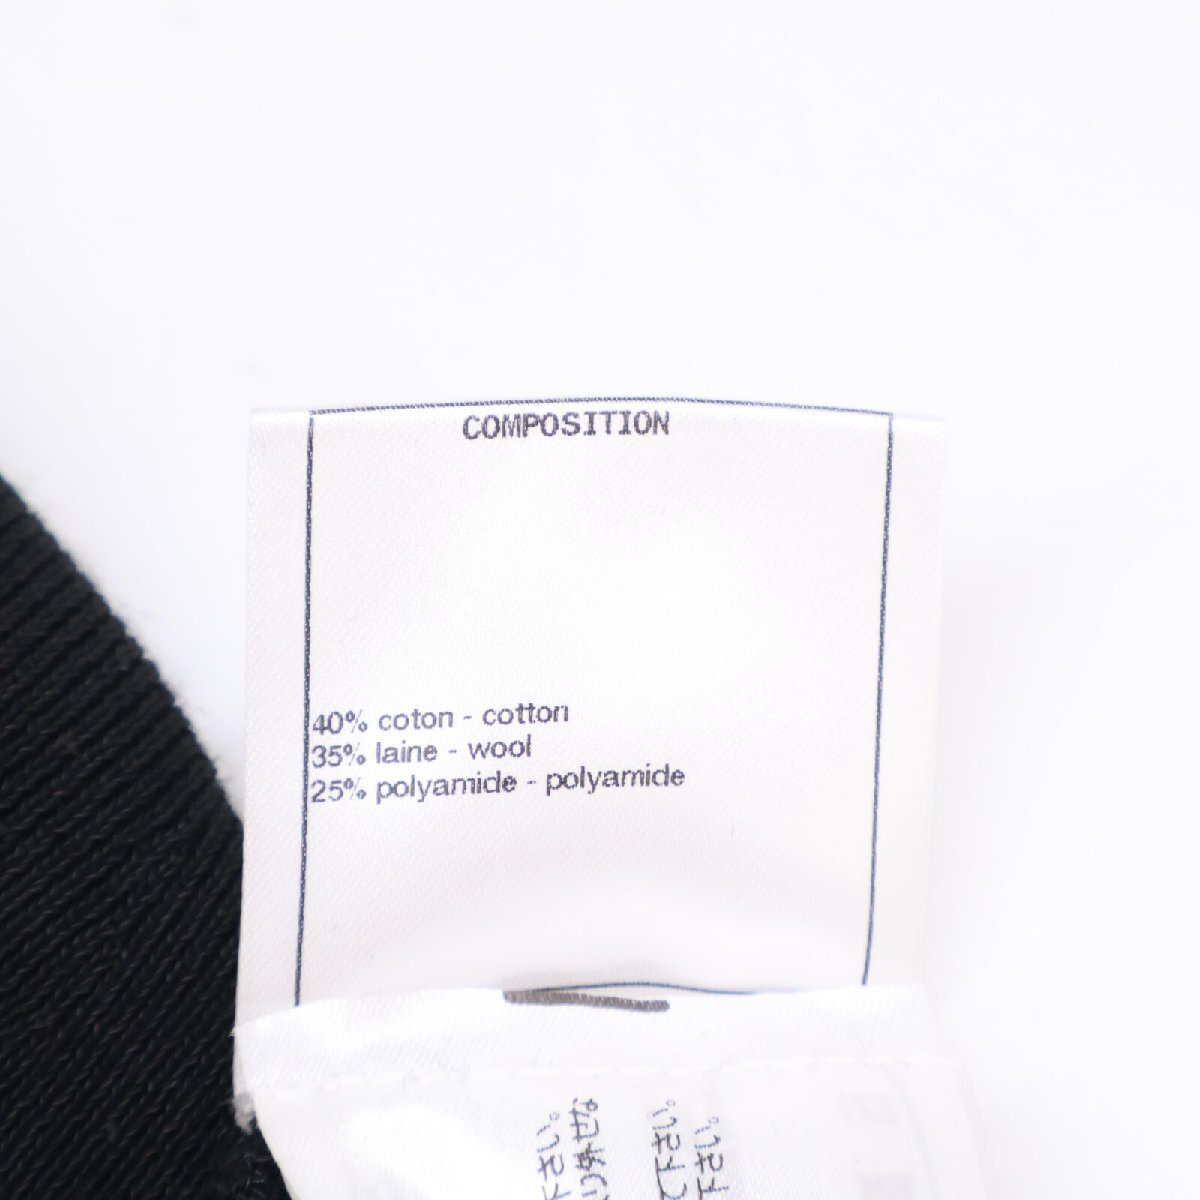 COMPOSITION
40% coton - cotton
35% laine - wool
25% polyamide - polyamide